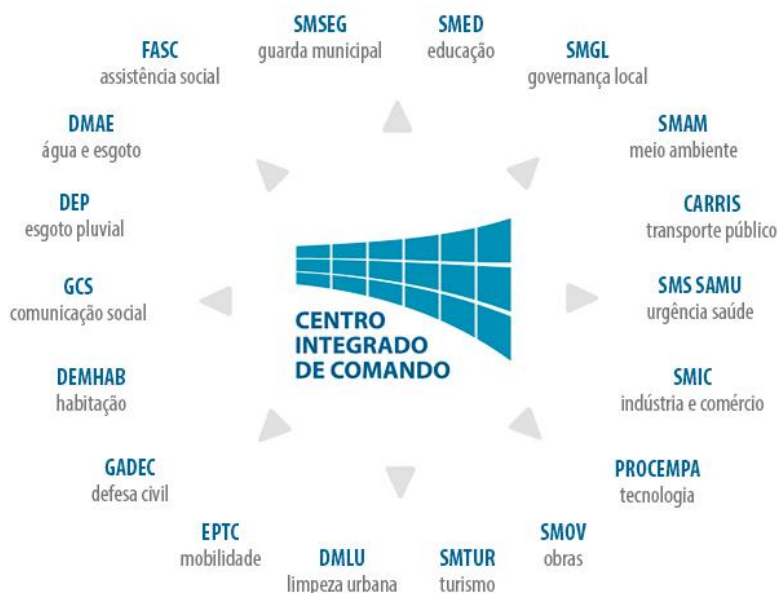 SMSEG
guarda municipal
SMED
educação
SMGL
governança local
SMAM
meio ambiente
CARRIS
transporte público
SMS SAMU
urgência saúde
SMIC
indústria e comércio
PROCEMPA
tecnologia
SMOV
obras
SMTUR
turismo
DMLU
limpeza urbana
EPTC
mobilidade
GADEC
defesa civil
DEMHAB
habitação
GCS
comunicação social
DEP
esgoto pluvial
DMAE
água e esgoto
FASC
assistência social
CENTRO
INTEGRADO
DE COMANDO